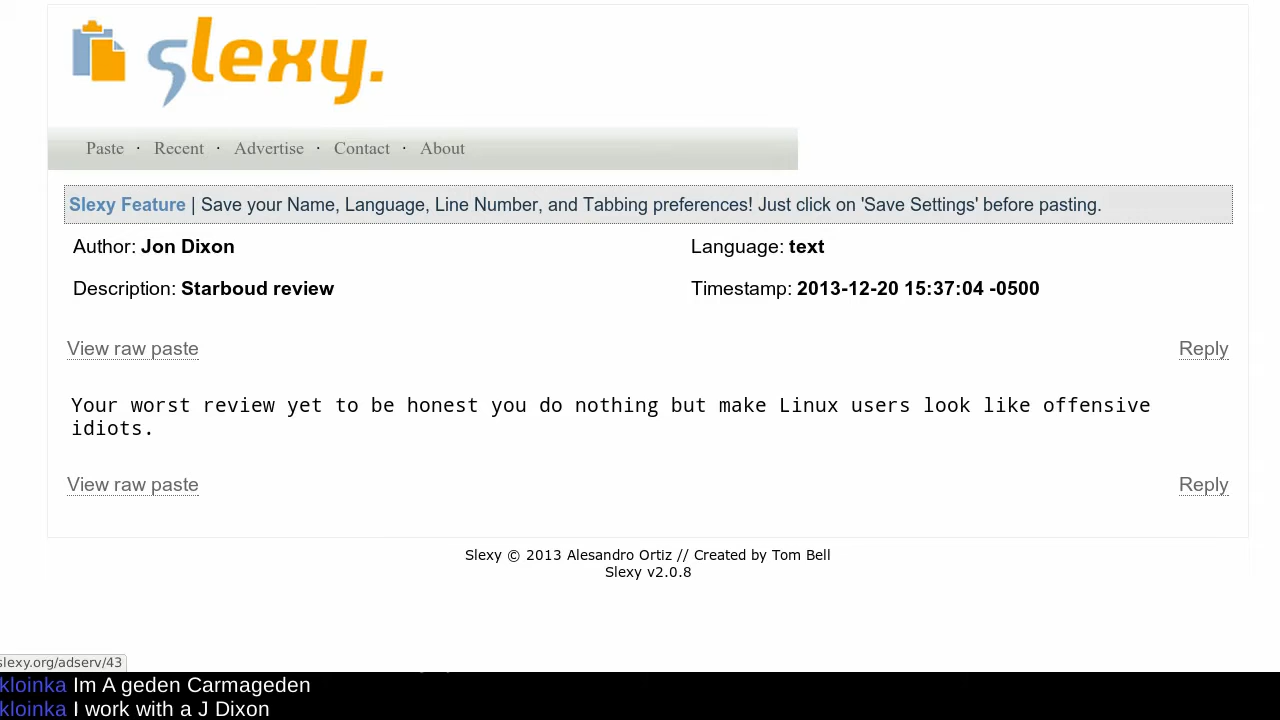 slexy.
Paste · Recent · Advertise · Contact · About
Slexy Feature | Save your Name, Language, Line Number, and Tabbing preferences! Just click on 'Save Settings' before pasting.
Author: Jon Dixon Language: text
Description: Starboud review Timestamp: 2013-12-20 15:37:04 -0500
View raw paste Reply
Your worst review yet to be honest you do nothing but make Linux users look like offensive
idiots.
View raw paste Reply
Slexy © 2013 Alesandro Ortiz // Created by Tom Bell
Slexy v2.0.8
slexy.org/adserv/43
kloinka Im A geden Carmageden
kloinka I work with a J Dixon